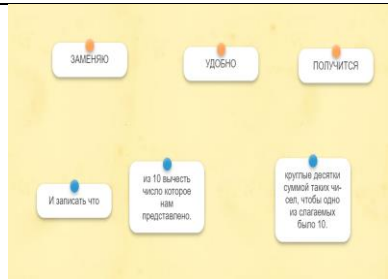 ЗАМЕНЯЮ
УДОБНО
ПОЛУЧИТСЯ
И записать что
из 10 вычесть
число которое
нам
представлено.
круглые десятки
суммой таких чи-
сел, чтобы одно
из слагаемых
было 10.